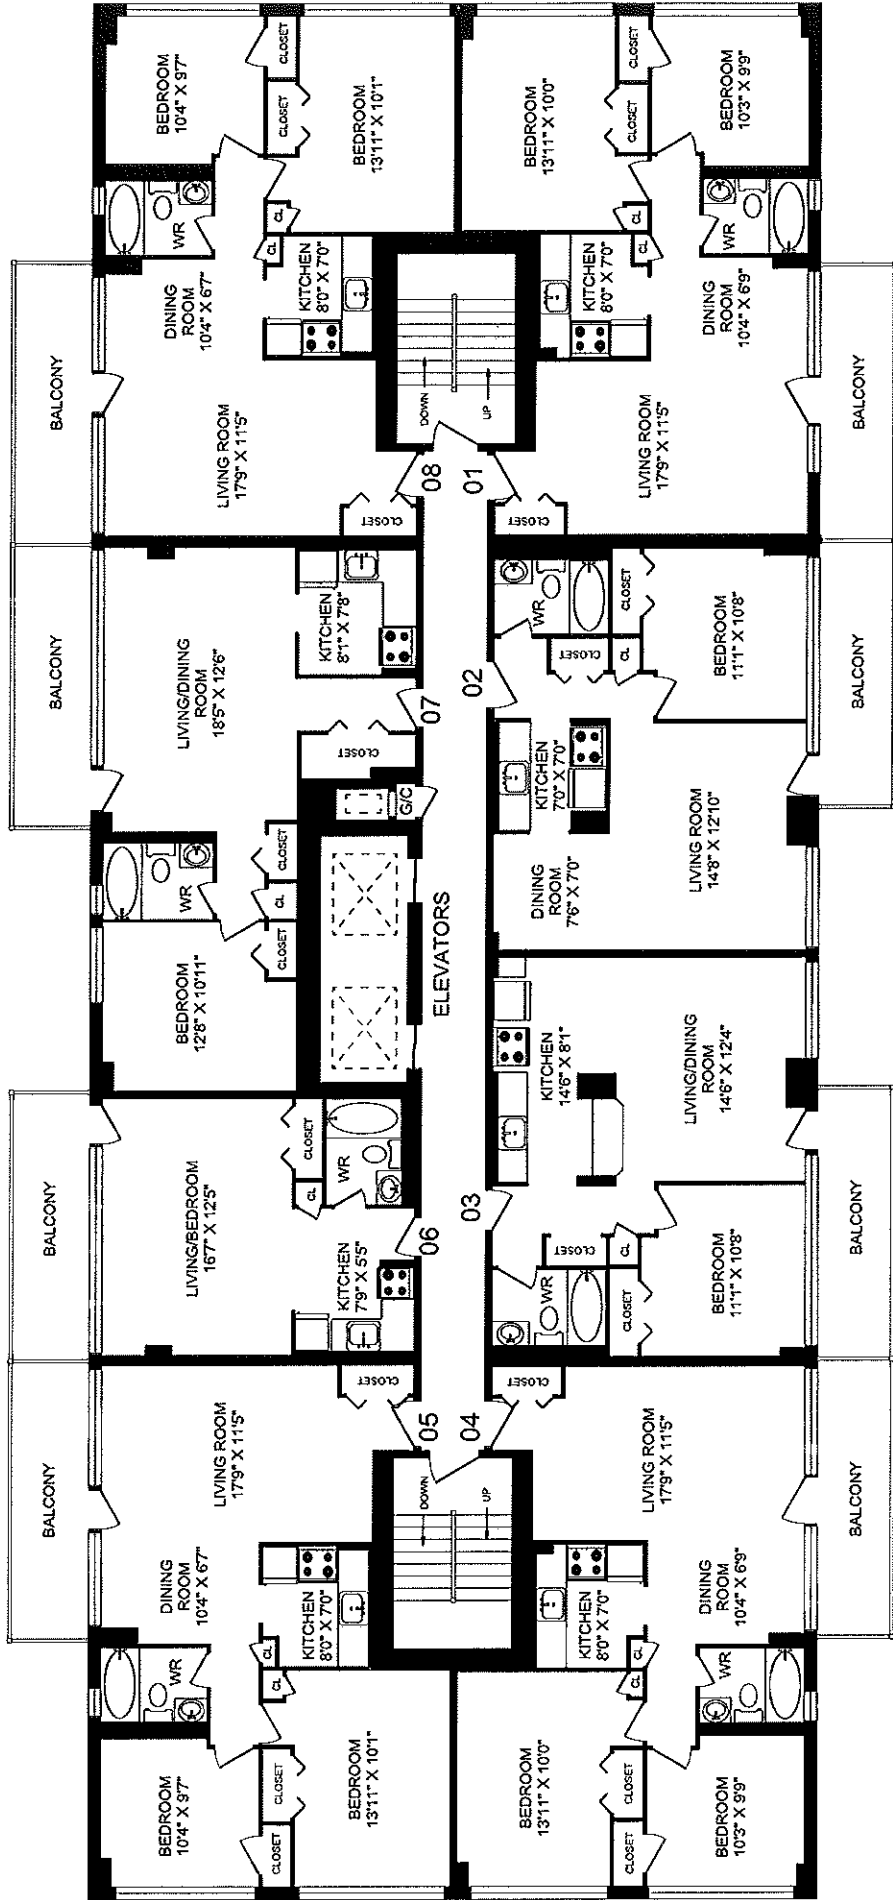 BALCONY
BEDROOM
10'4" X 9'7"
WR
DINING
ROOM
10'4" X 6'7"
LIVING ROOM
17'9" X 11'5"
CLOSET
CLOSET
CL
CL
KITCHEN
8'0" X 7'0"
BEDROOM
13'11" X 10'1"
CLOSET
05
BALCONY
LIVING/BEDROOM
16'7" X 12'5"
CLOSET
CL
WR
KITCHEN
7'9" X 5'5"
06
BEDROOM
12'8" X 10'11"
WR
CLOSET
CL
CLOSET
BALCONY
LIVING/DINING
ROOM
18'5" X 12'6"
CLOSET
KITCHEN
8'1" X 7'8"
G/C
07
BALCONY
LIVING ROOM
17'9" X 11'5"
DINING
ROOM
10'4" X 6'7"
WR
BEDROOM
10'4" X 9'7"
CLOSET
CLOSET
CL
CL
KITCHEN
8'0" X 7'0"
BEDROOM
13'11" X 10'1"
CLOSET
08
DOWN
UP
ELEVATORS
DOWN
UP
04
CLOSET
BEDROOM
13'11" X 10'0"
KITCHEN
8'0" X 7'0"
CL
CL
CLOSET
CLOSET
LIVING ROOM
17'9" X 11'5"
BEDROOM
10'3" X 9'9"
WR
DINING
ROOM
10'4" X 6'9"
BALCONY
03
WR
CLOSET
CL
CLOSET
KITCHEN
14'6" X 8'1"
BEDROOM
11'1" X 10'8"
LIVING/DINING
ROOM
14'6" X 12'4"
BALCONY
02
DINING
ROOM
7'6" X 7'0"
KITCHEN
7'0" X 7'0"
CLOSET
WR
CL
CLOSET
LIVING ROOM
14'8" X 12'10"
BEDROOM
11'1" X 10'8"
BALCONY
01
CLOSET
KITCHEN
8'0" X 7'0"
BEDROOM
13'11" X 10'0"
CL
CL
CLOSET
CLOSET
LIVING ROOM
17'9" X 11'5"
DINING
ROOM
10'4" X 6'9"
WR
BEDROOM
10'3" X 9'9"
BALCONY